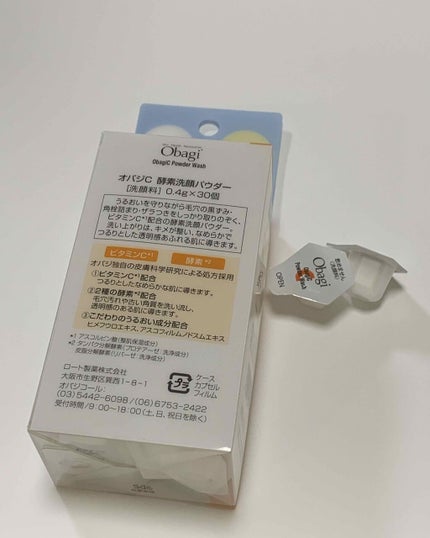 Obagi
ObagiC Powder Wash
オバジC 酵素洗顔パウダー
[洗顔料] 0.4g×30個
うるおいを守りながら毛穴の黒ずみ・
角栓詰まり・ザラつきをしっかり取りのぞく、
ビタミンC*1配合の酵素洗顔パウダー。
洗い上がりは、キメが整い、なめらかで
つるりとした透明感あふれる肌に導きます。
ビタミンC*1 酵素*2
オバジ独自の皮膚科学研究による処方採用
①ビタミンC*1配合
つるりとしたなめらかな肌に導きます。
②2種の酵素*2配合
毛穴汚れや古い角質を洗い流し、
透明感のある肌に導きます。
③こだわりのうるおい成分配合
ヒメフウロエキス、アスコフィルムノドスムエキス
*1 アスコルビン酸(整肌保湿成分)
*2 タンパク分解酵素(プロテアーゼ:洗浄成分)
皮脂分解酵素(リパーゼ:洗浄成分)
ロート製薬株式会社
大阪市生野区巽西1-8-1
オバジコール:
(03)5442-6098/(06)6753-2422
受付時間/9:00~18:00(土、日、祝日を除く)
プラ
ケース
カプセル
フィルム
Obagi
Powder Wash
OPEN